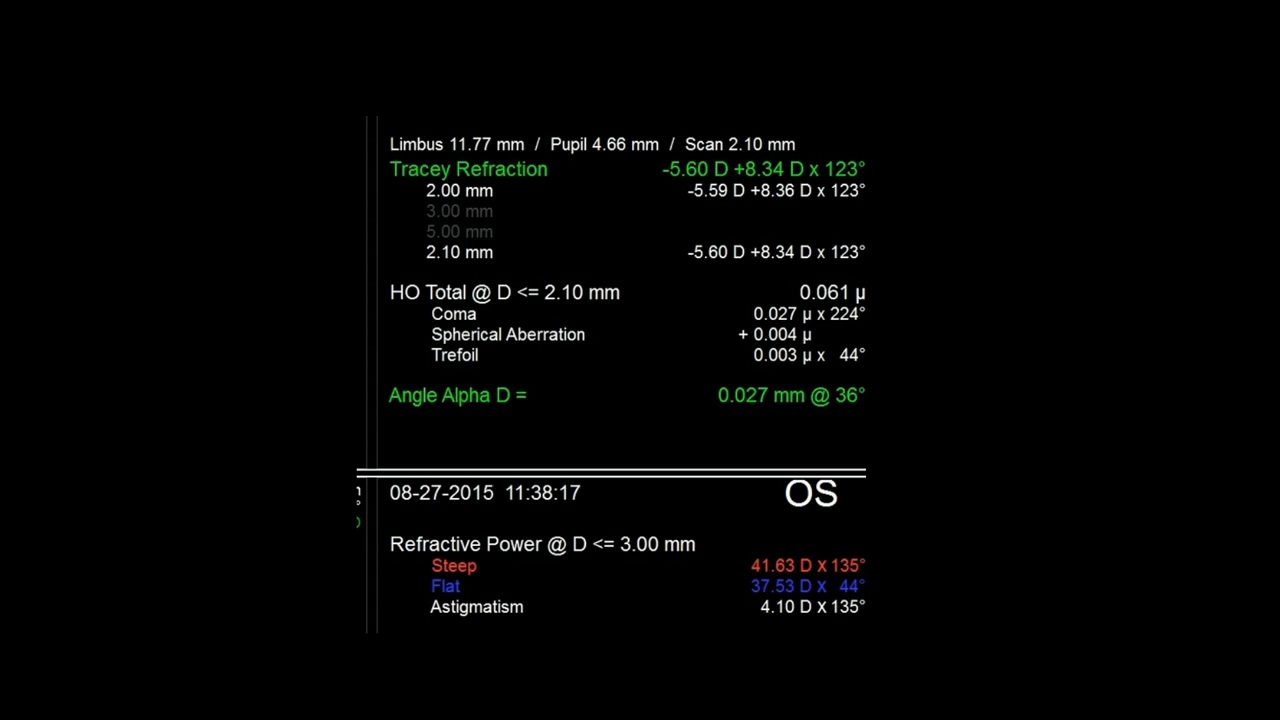 Limbus 11.77 mm / Pupil 4.66 mm / Scan 2.10 mm
Tracey Refraction -5.60 D +8.34 D x 123°
2.00 mm -5.59 D +8.36 D x 123°
3.00 mm
5.00 mm
2.10 mm -5.60 D +8.34 D x 123°
HO Total @ D <= 2.10 mm 0.061 µ
Coma 0.027 µ x 224°
Spherical Aberration + 0.004 µ
Trefoil 0.003 µ x 44°
Angle Alpha D = 0.027 mm @ 36°
08-27-2015 11:38:17 OS
Refractive Power @ D <= 3.00 mm
Steep 41.63 D X 135°
Flat 37.53 D X 44°
Astigmatism 4.10 D X 135°